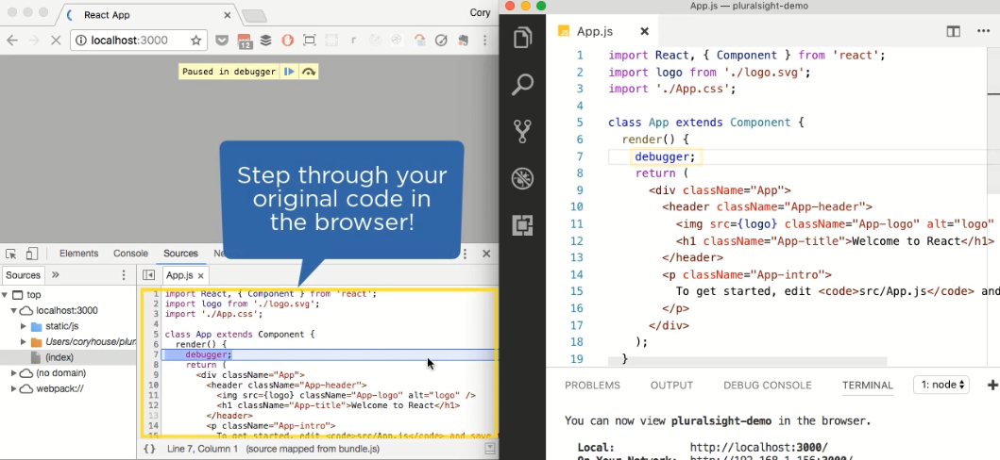 React App
Cory
localhost:3000
12
Paused in debugger
Step through your
original code in
the browser!
Elements Console Sources
Sources
App.js
top
localhost:3000
static/js
Users/coryhouse/plur
(index)
(no domain)
webpack://
1 import React, { Component } from 'react';
2 import logo from './logo.svg';
3 import './App.css';
4
5 class App extends Component {
6 render() {
7 debugger;
8 return (
9 <div className="App">
10 <header className="App-header">
11 <img src={logo} className="App-logo" alt="logo" />
12 <h1 className="App-title">Welcome to React</h1>
13 </header>
14 <p className="App-intro">
15 To get started, edit <code>src/App.js</code> and save
{} Line 7, Column 1 (source mapped from bundle.js)
App.js — pluralsight-demo
App.js
1 import React, { Component } from 'react';
2 import logo from './logo.svg';
3 import './App.css';
4
5 class App extends Component {
6 render() {
7 debugger;
8 return (
9 <div className="App">
10 <header className="App-header">
11 <img src={logo} className="App-logo" alt="logo"
12 <h1 className="App-title">Welcome to React</h1>
13 </header>
14 <p className="App-intro">
15 To get started, edit <code>src/App.js</code> and
16 </p>
17 </div>
18 );
19 }
PROBLEMS OUTPUT DEBUG CONSOLE TERMINAL 1: node
You can now view pluralsight-demo in the browser.
Local: http://localhost:3000/
On Your Network: http://192.168.1.156:3000/